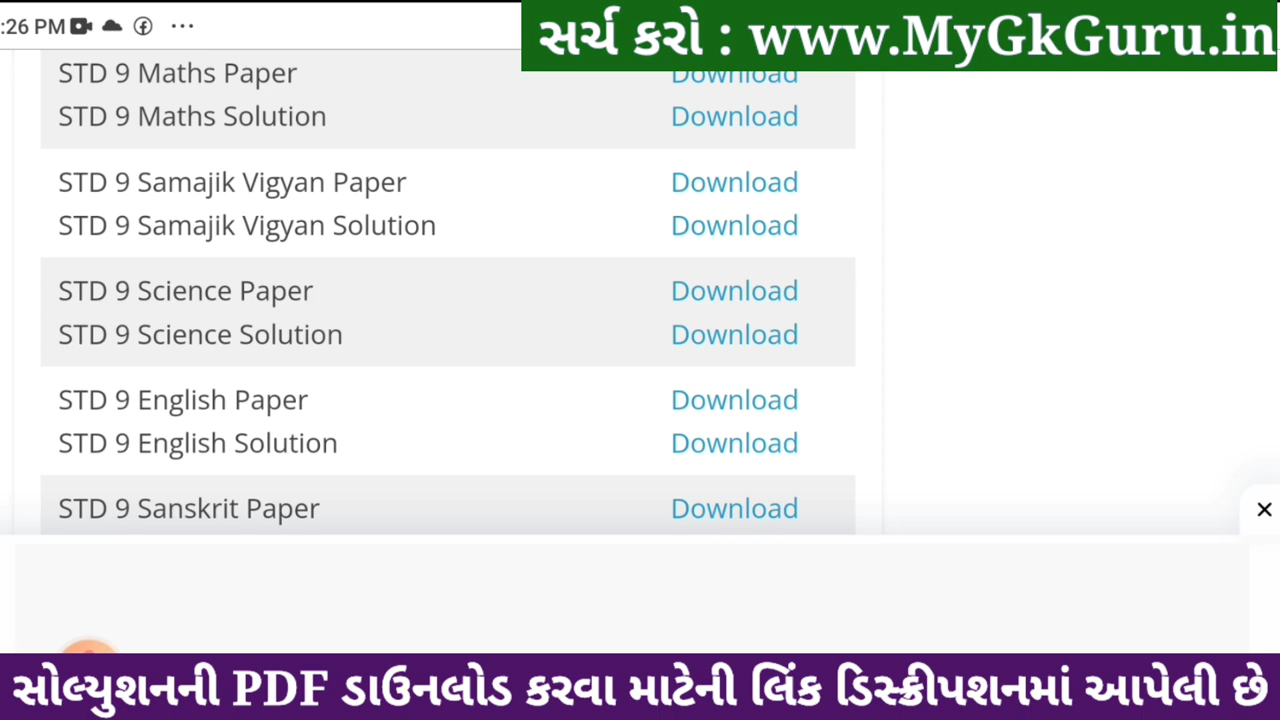 :26 PM
સર્ચ કરો : www.MyGkGuru.in
STD 9 Maths Paper Download
STD 9 Maths Solution Download
STD 9 Samajik Vigyan Paper Download
STD 9 Samajik Vigyan Solution Download
STD 9 Science Paper Download
STD 9 Science Solution Download
STD 9 English Paper Download
STD 9 English Solution Download
STD 9 Sanskrit Paper Download
સોલ્યુશનની PDF ડાઉનલોડ કરવા માટેની લિંક ડિસ્ક્રીપશનમાં આપેલી છે